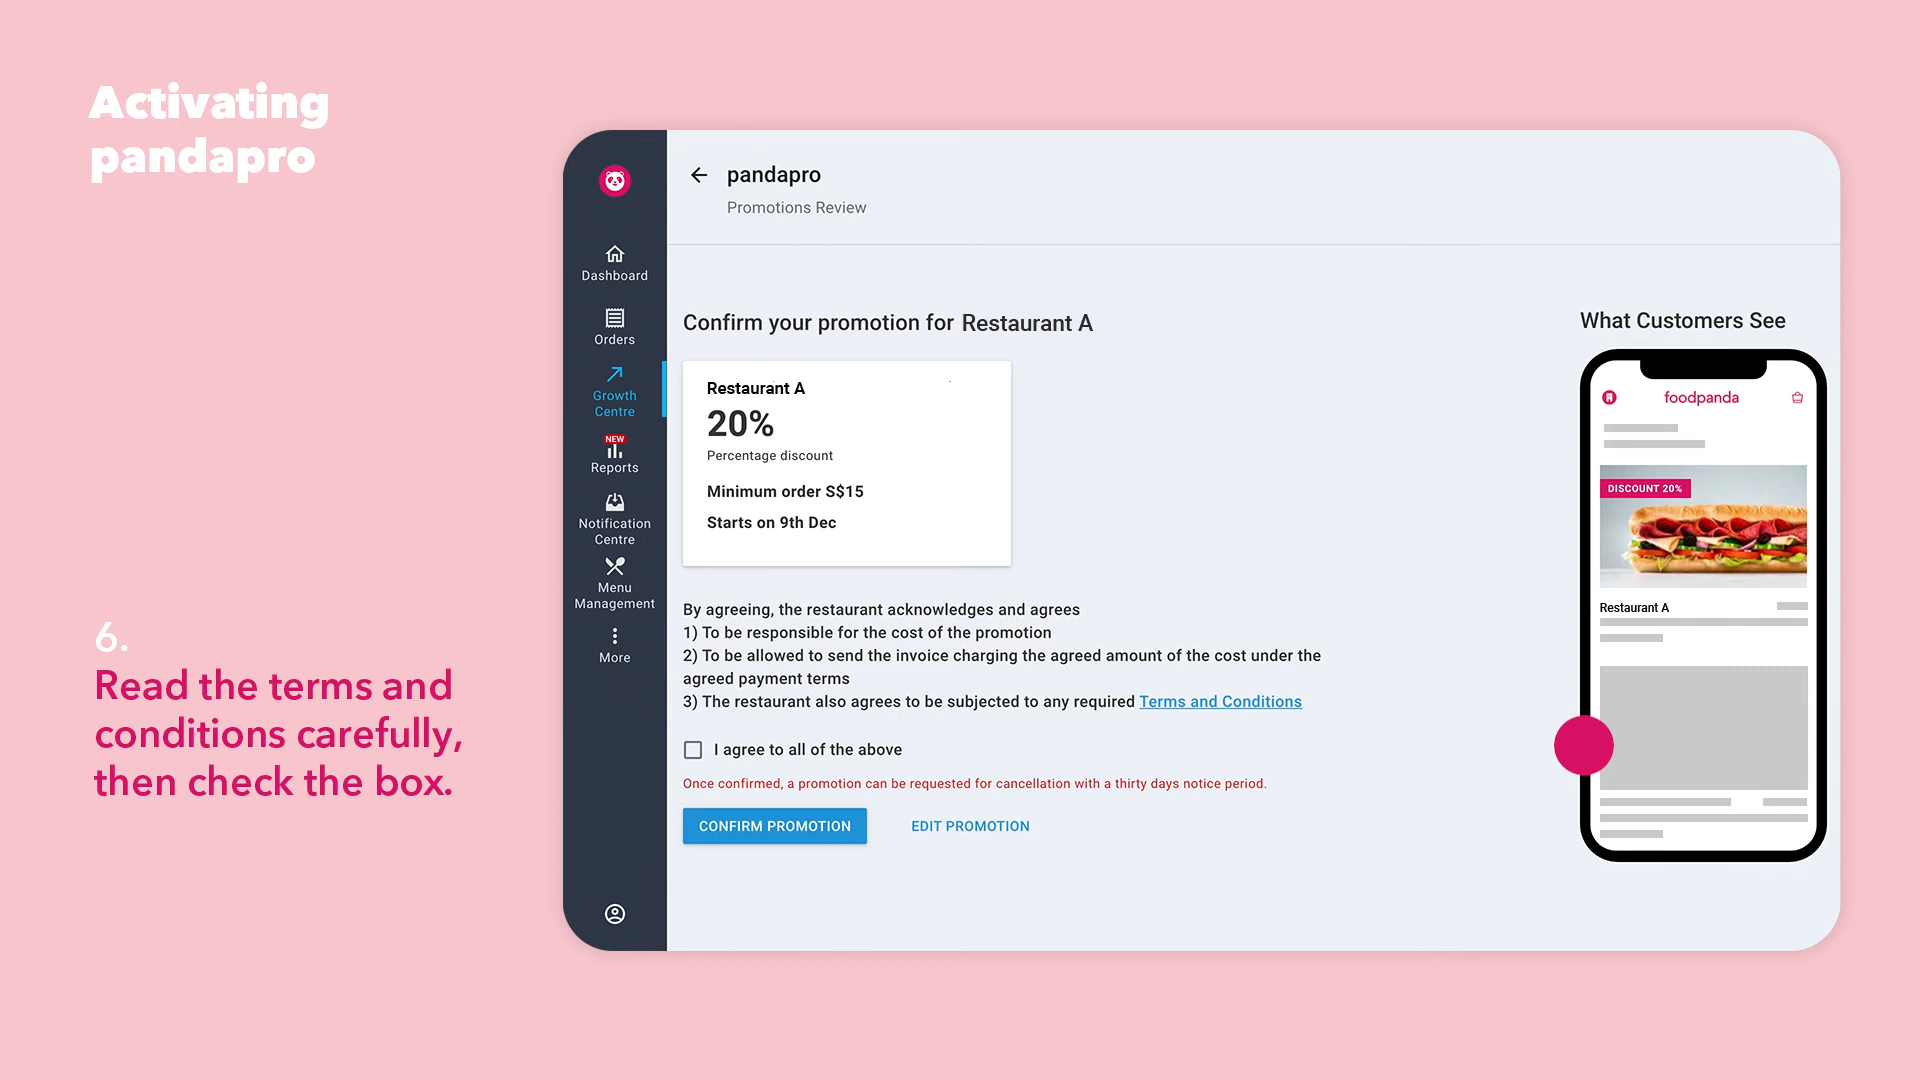 Activating
pandapro
6.
Read the terms and
conditions carefully,
then check the box.
Dashboard
Orders
Growth
Centre
NEW
Reports
Notification
Centre
Menu
Management
More
pandapro
Promotions Review
Confirm your promotion for Restaurant A
Restaurant A
20%
Percentage discount
Minimum order S$15
Starts on 9th Dec
By agreeing, the restaurant acknowledges and agrees
1) To be responsible for the cost of the promotion
2) To be allowed to send the invoice charging the agreed amount of the cost under the
agreed payment terms
3) The restaurant also agrees to be subjected to any required Terms and Conditions
I agree to all of the above
Once confirmed, a promotion can be requested for cancellation with a thirty days notice period.
CONFIRM PROMOTION
EDIT PROMOTION
What Customers See
foodpanda
DISCOUNT 20%
Restaurant A